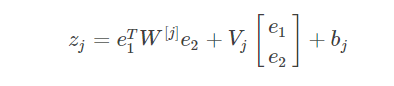 $z_j = e_1^T W^{[j]} e_2 + V_j \begin{bmatrix} e_1 \\ e_2 \end{bmatrix} + b_j$